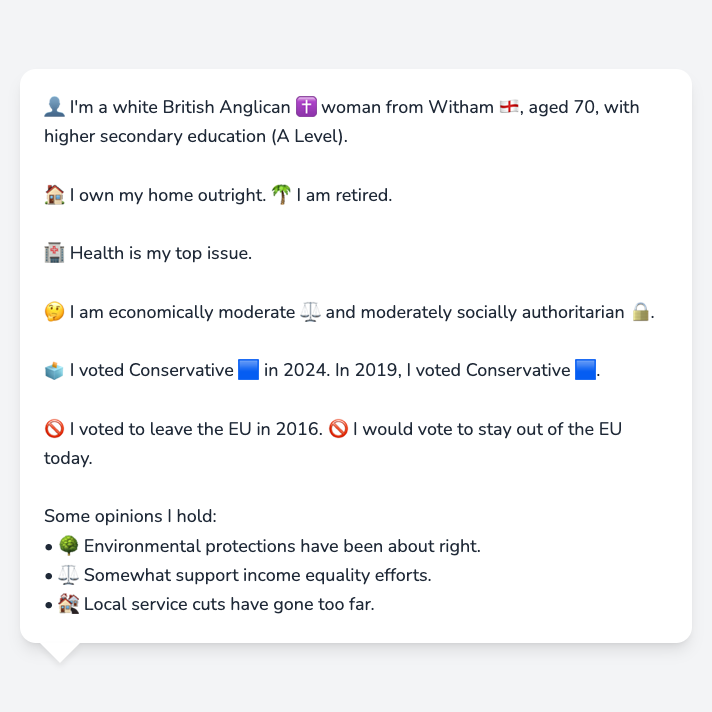 👤 I'm a white British Anglican ✝️ woman from Witham 🏴󠁧󠁢󠁥󠁮󠁧󠁿, aged 70, with
higher secondary education (A Level).
🏠 I own my home outright. 🌴 I am retired.
🏥 Health is my top issue.
🤔 I am economically moderate ⚖️ and moderately socially authoritarian 🔒.
🗳️ I voted Conservative 🟦 in 2024. In 2019, I voted Conservative 🟦.
🚫 I voted to leave the EU in 2016. 🚫 I would vote to stay out of the EU
today.
Some opinions I hold:
• 🌳 Environmental protections have been about right.
• ⚖️ Somewhat support income equality efforts.
• 🏘️ Local service cuts have gone too far.